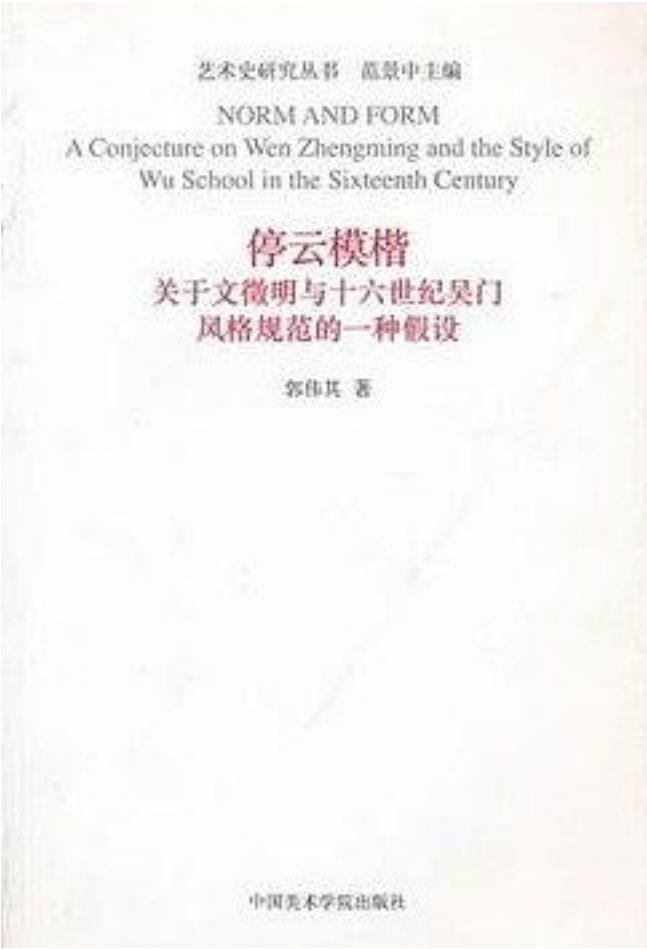 艺术史研究丛书 范景中主编
NORM AND FORM
A Conjecture on Wen Zhengming and the Style of
Wu School in the Sixteenth Century
停云模楷
关于文徵明与十六世纪吴门
风格规范的一种假设
郭伟其 著
中国美术学院出版社